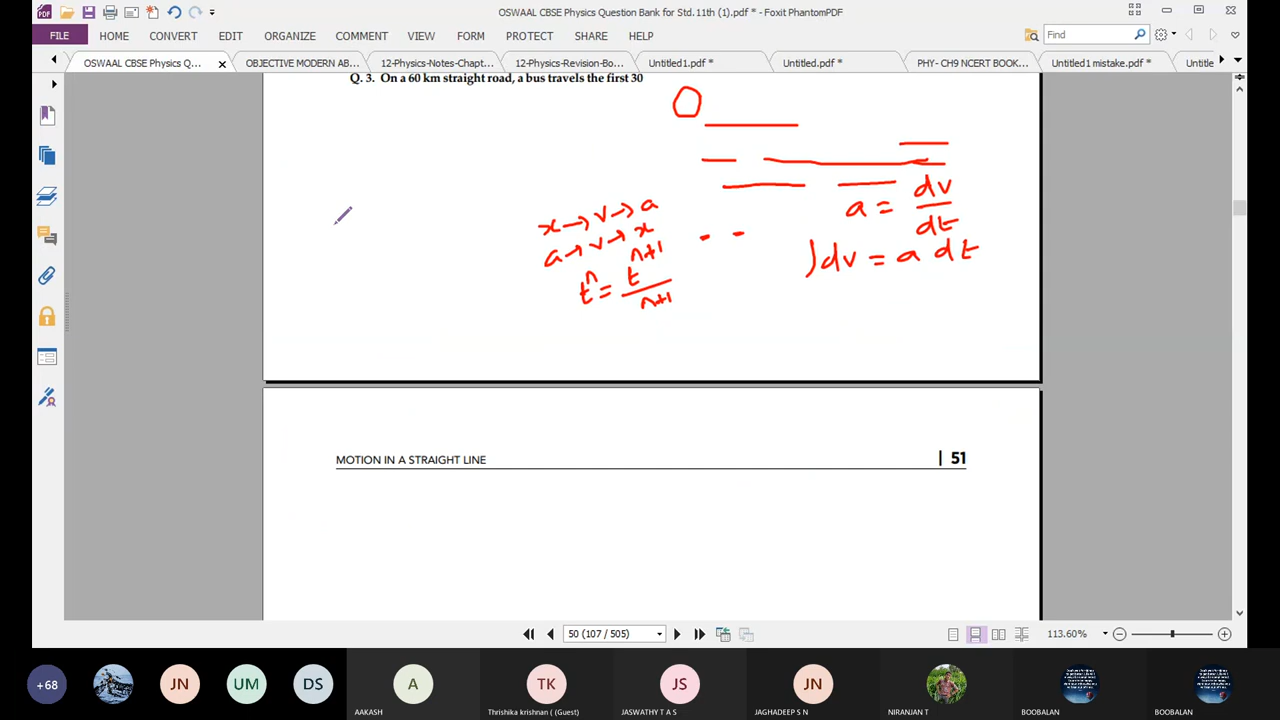 OSWAAL CBSE Physics Question Bank for Std.11th (1).pdf * - Foxit PhantomPDF
FILE HOME CONVERT EDIT ORGANIZE COMMENT VIEW FORM PROTECT SHARE HELP Find
OSWAAL CBSE Physics Q... x OBJECTIVE MODERN AB... 12-Physics-Notes-Chapt... 12-Physics-Revision-Bo... Untitled1.pdf * Untitled.pdf * PHY- CH9 NCERT BOOK... Untitled1 mistake.pdf * Untitle
Q. 3. On a 60 km straight road, a bus travels the first 30
x → v → a
a → v → x
t^n = t^(n+1) / (n+1)
a = dv/dt
∫dv = a dt
MOTION IN A STRAIGHT LINE | 51
50 (107 / 505) 113.60%
+68 JN UM DS A TK JS JN
AAKASH Thrishika krishnan ( (Guest) JASWATHY T A S JAGHADEEP S N NIRANJAN T BOOBALAN BOOBALAN